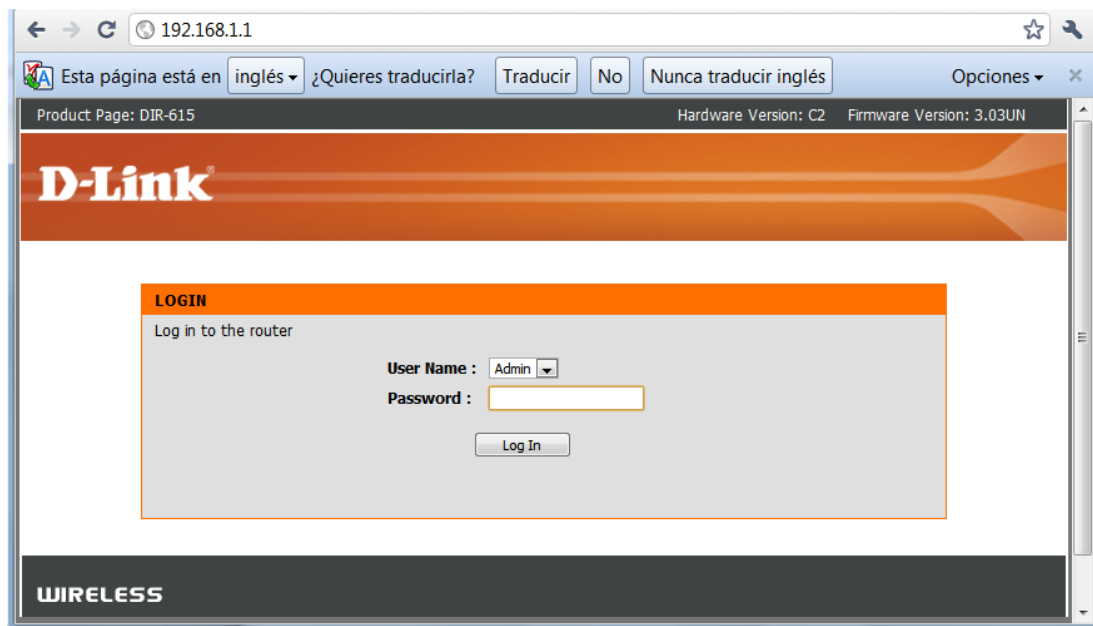 192.168.1.1
Esta página está en inglés ¿Quieres traducirla? Traducir No Nunca traducir inglés Opciones
Product Page: DIR-615 Hardware Version: C2 Firmware Version: 3.03UN
D-Link®
LOGIN
Log in to the router
User Name : Admin
Password :
Log In
WIRELESS